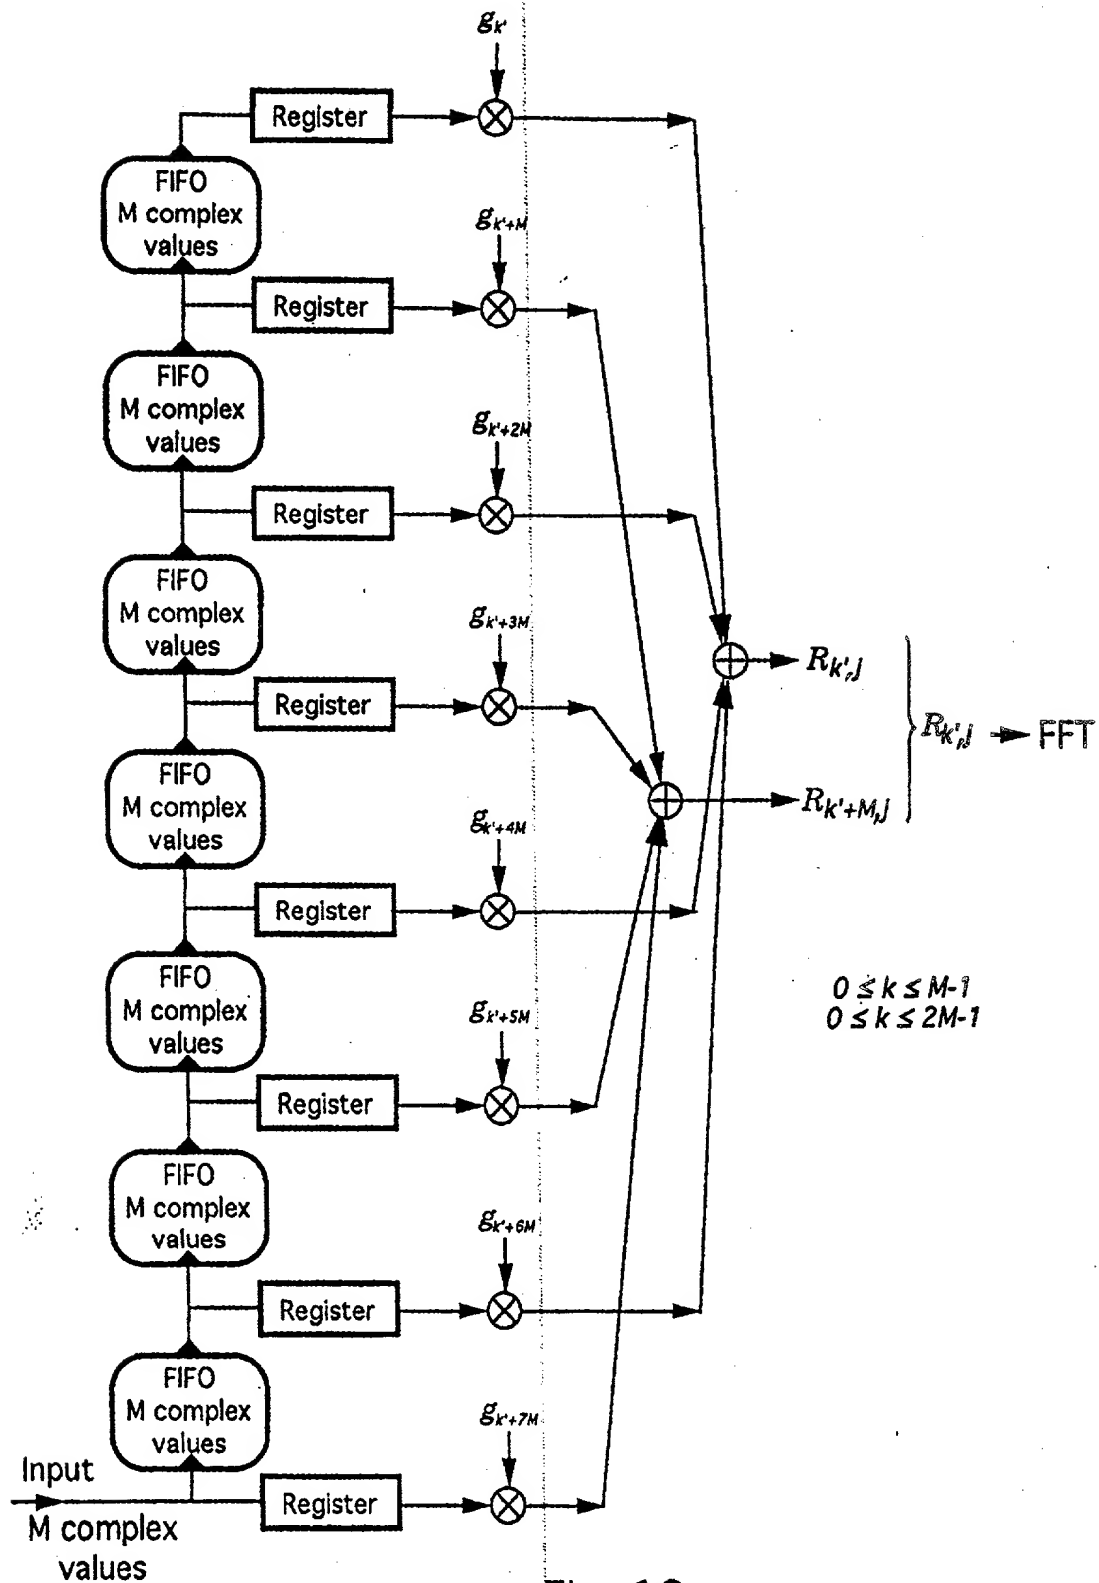 g_k'
Register
FIFO
M complex
values
g_k'+M
Register
FIFO
M complex
values
g_k'+2M
Register
FIFO
M complex
values
g_k'+3M
Register
R_k',j
R_k',j
FFT
FIFO
M complex
values
R_k'+M,j
g_k'+4M
Register
FIFO
M complex
values
0 ≤ k ≤ M-1
0 ≤ k ≤ 2M-1
g_k'+5M
Register
FIFO
M complex
values
g_k'+6M
Register
FIFO
M complex
values
g_k'+7M
Input
Register
M complex
values